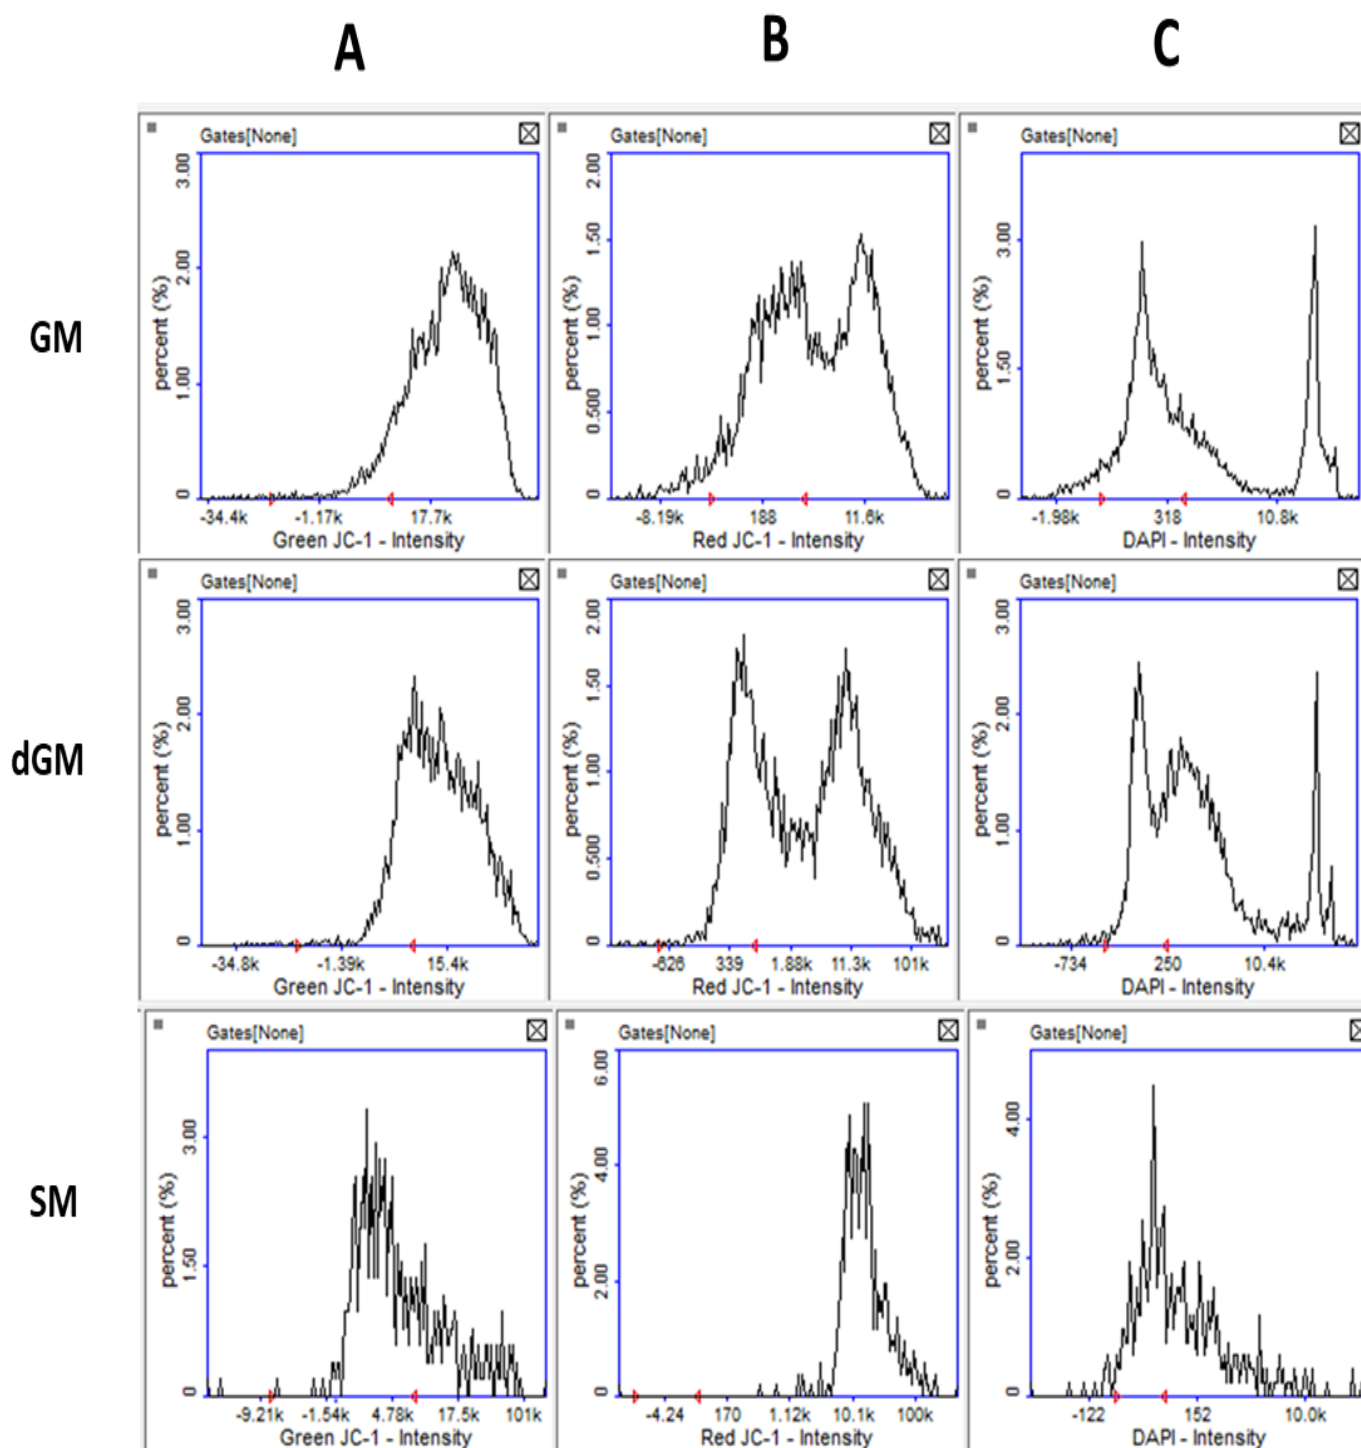 A B C
GM
Gates[None] Gates[None] Gates[None]
percent (%) 0 1.00 2.00 3.00
-34.4k -1.17k 17.7k
Green JC-1 - Intensity
percent (%) 0 0.500 1.00 1.50 2.00
-8.19k 188 11.6k
Red JC-1 - Intensity
percent (%) 0 1.50 3.00
-1.98k 318 10.8k
DAPI - Intensity
dGM
Gates[None] Gates[None] Gates[None]
percent (%) 0 1.00 2.00 3.00
-34.8k -1.39k 15.4k
Green JC-1 - Intensity
percent (%) 0 0.500 1.00 1.50 2.00
-626 339 1.88k 11.3k 101k
Red JC-1 - Intensity
percent (%) 0 1.00 2.00 3.00
-734 250 10.4k
DAPI - Intensity
SM
Gates[None] Gates[None] Gates[None]
percent (%) 0 1.50 3.00
-9.21k -1.54k 4.78k 17.5k 101k
Green JC-1 - Intensity
percent (%) 0 2.00 4.00 6.00
-4.24 170 1.12k 10.1k 100k
Red JC-1 - Intensity
percent (%) 0 2.00 4.00
-122 152 10.0k
DAPI - Intensity